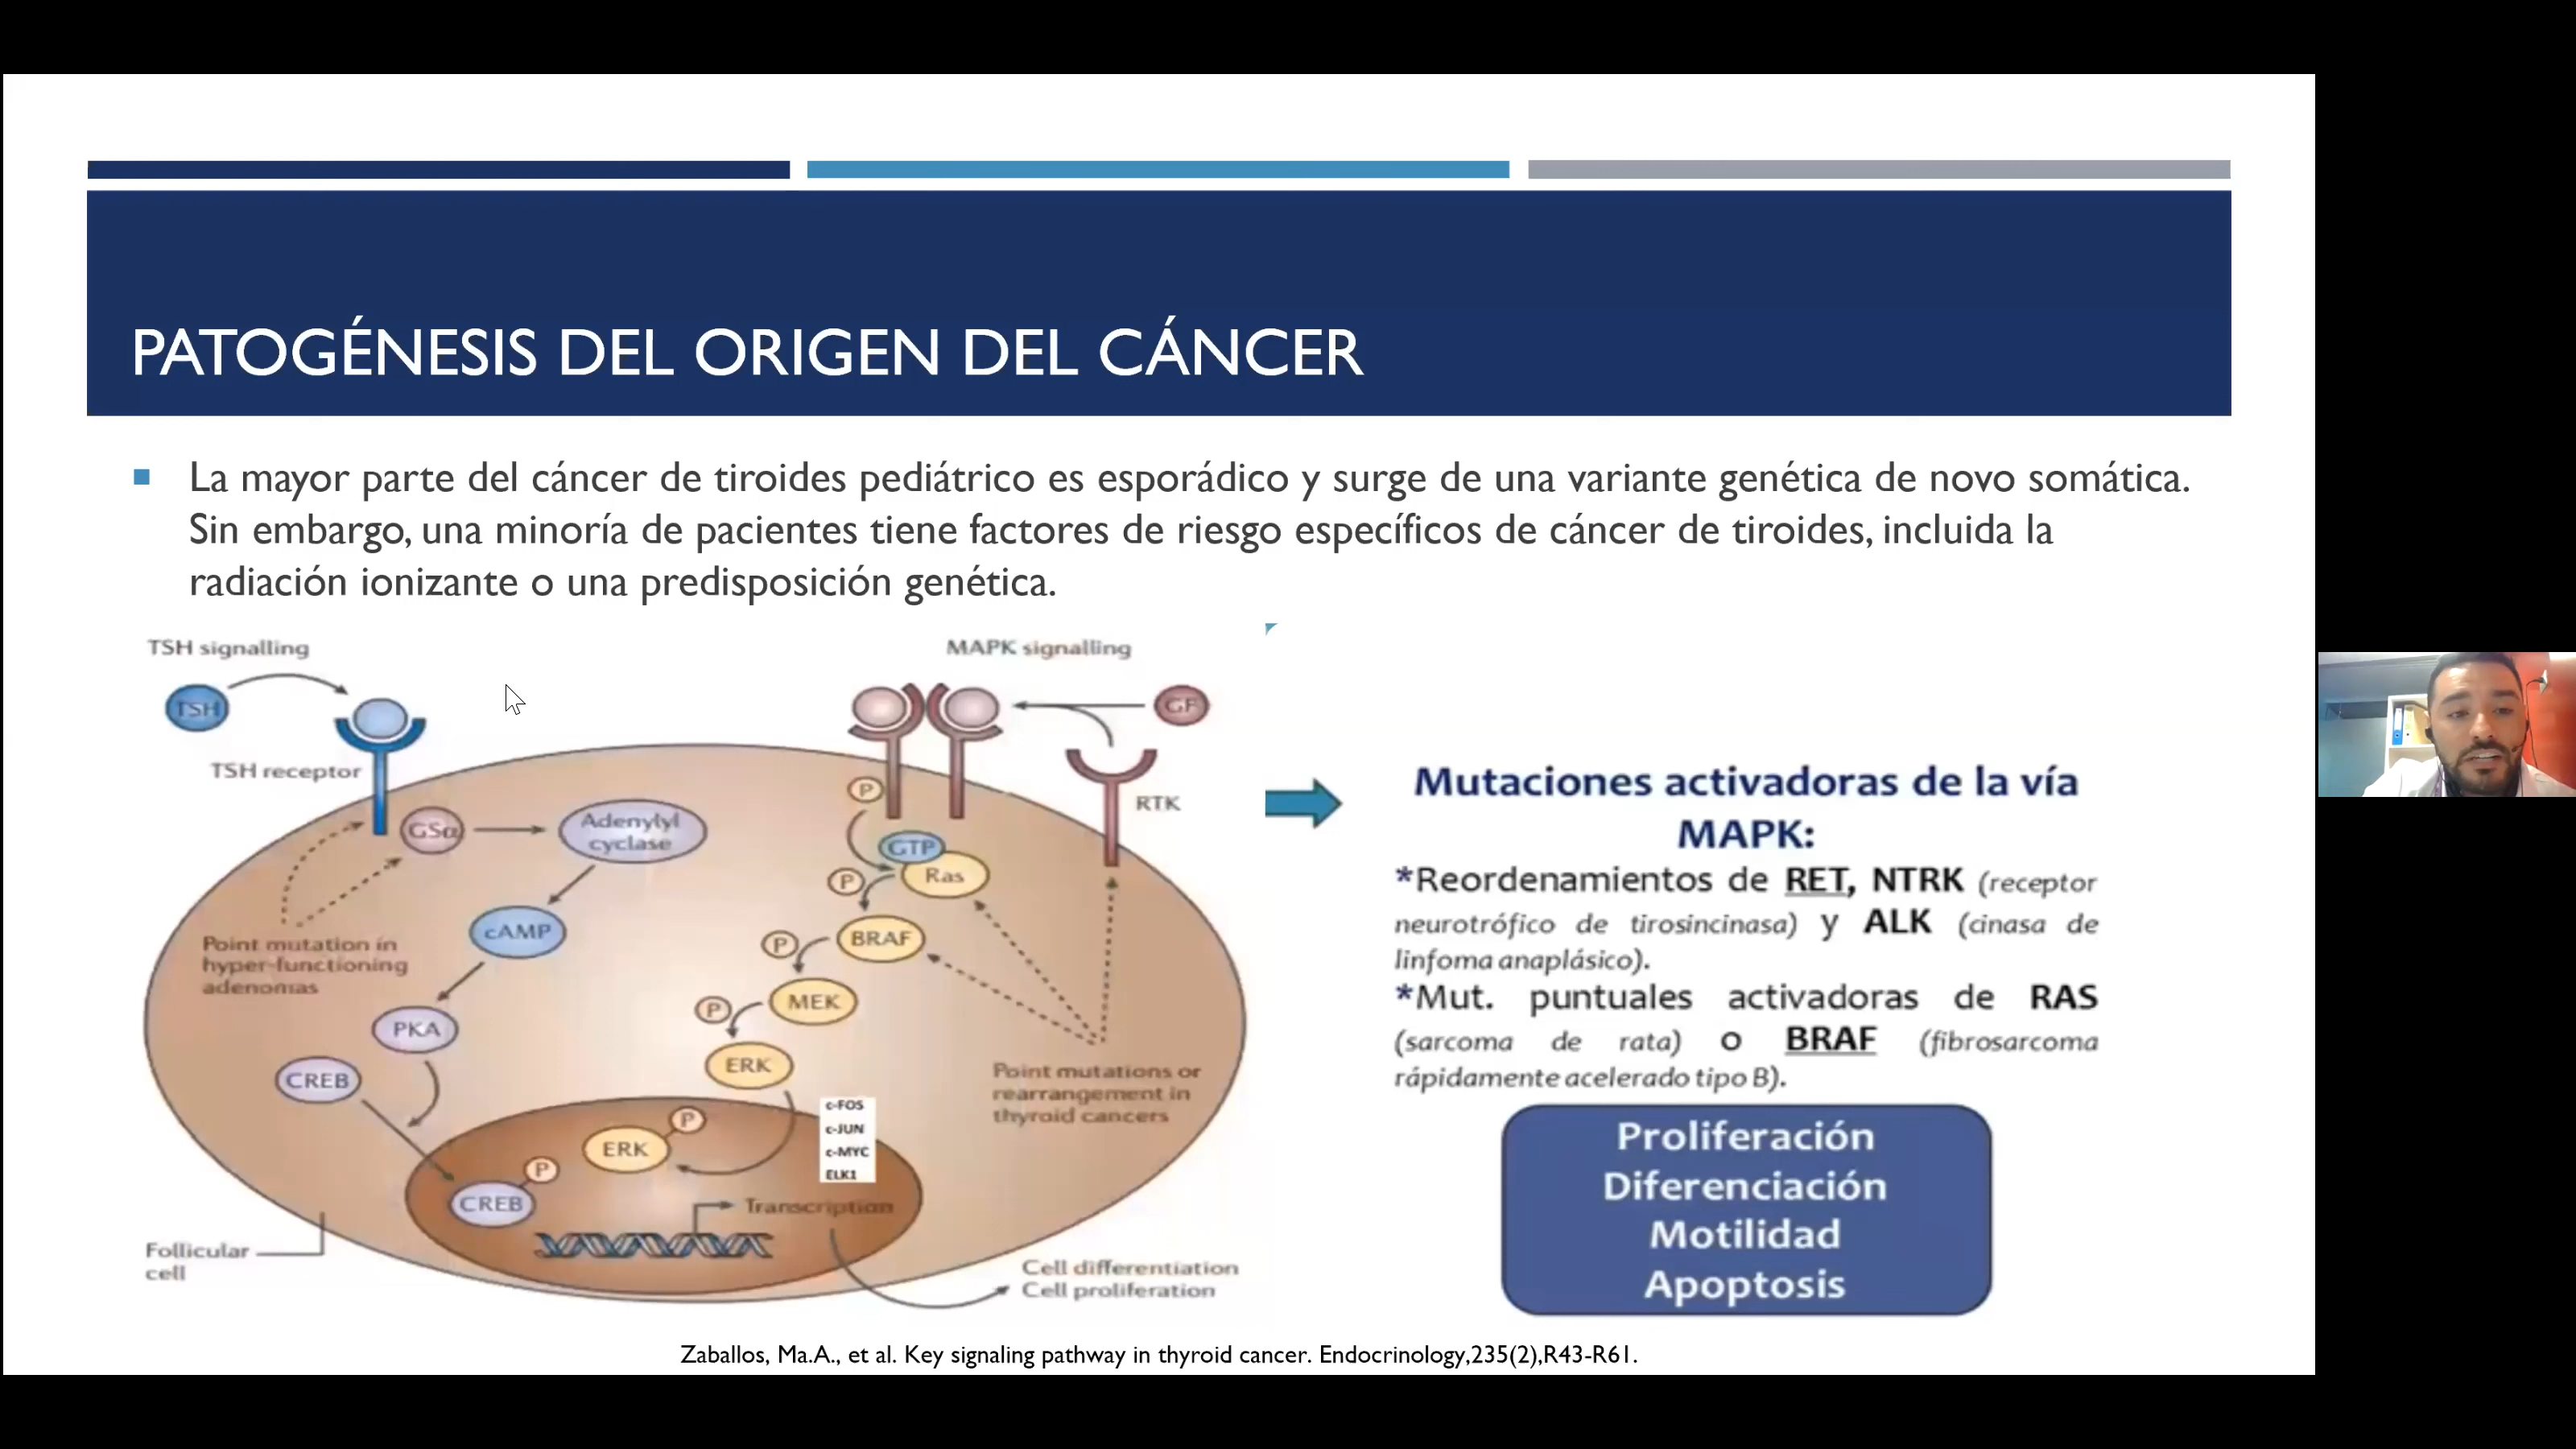 PATOGÉNESIS DEL ORIGEN DEL CÁNCER
La mayor parte del cáncer de tiroides pediátrico es esporádico y surge de una variante genética de novo somática.
Sin embargo, una minoría de pacientes tiene factores de riesgo específicos de cáncer de tiroides, incluida la
radiación ionizante o una predisposición genética.
TSH signalling
MAPK signalling
TSH
GF
TSH receptor
RTK
P
GSα
Adenylyl
cyclase
GTP
Ras
P
cAMP
BRAF
P
Point mutation in
hyper-functioning
adenomas
MEK
P
PKA
ERK
CREB
Point mutations or
rearrangement in
thyroid cancers
c-FOS
c-JUN
c-MYC
ELK1
P
ERK
P
CREB
Transcription
Follicular
cell
Cell differentiation
Cell proliferation
Mutaciones activadoras de la vía
MAPK:
*Reordenamientos de RET, NTRK (receptor
neurotrófico de tirosincinasa) y ALK (cinasa de
linfoma anaplásico).
*Mut. puntuales activadoras de RAS
(sarcoma de rata) o BRAF (fibrosarcoma
rápidamente acelerado tipo B).
Proliferación
Diferenciación
Motilidad
Apoptosis
Zaballos, Ma.A., et al. Key signaling pathway in thyroid cancer. Endocrinology,235(2),R43-R61.